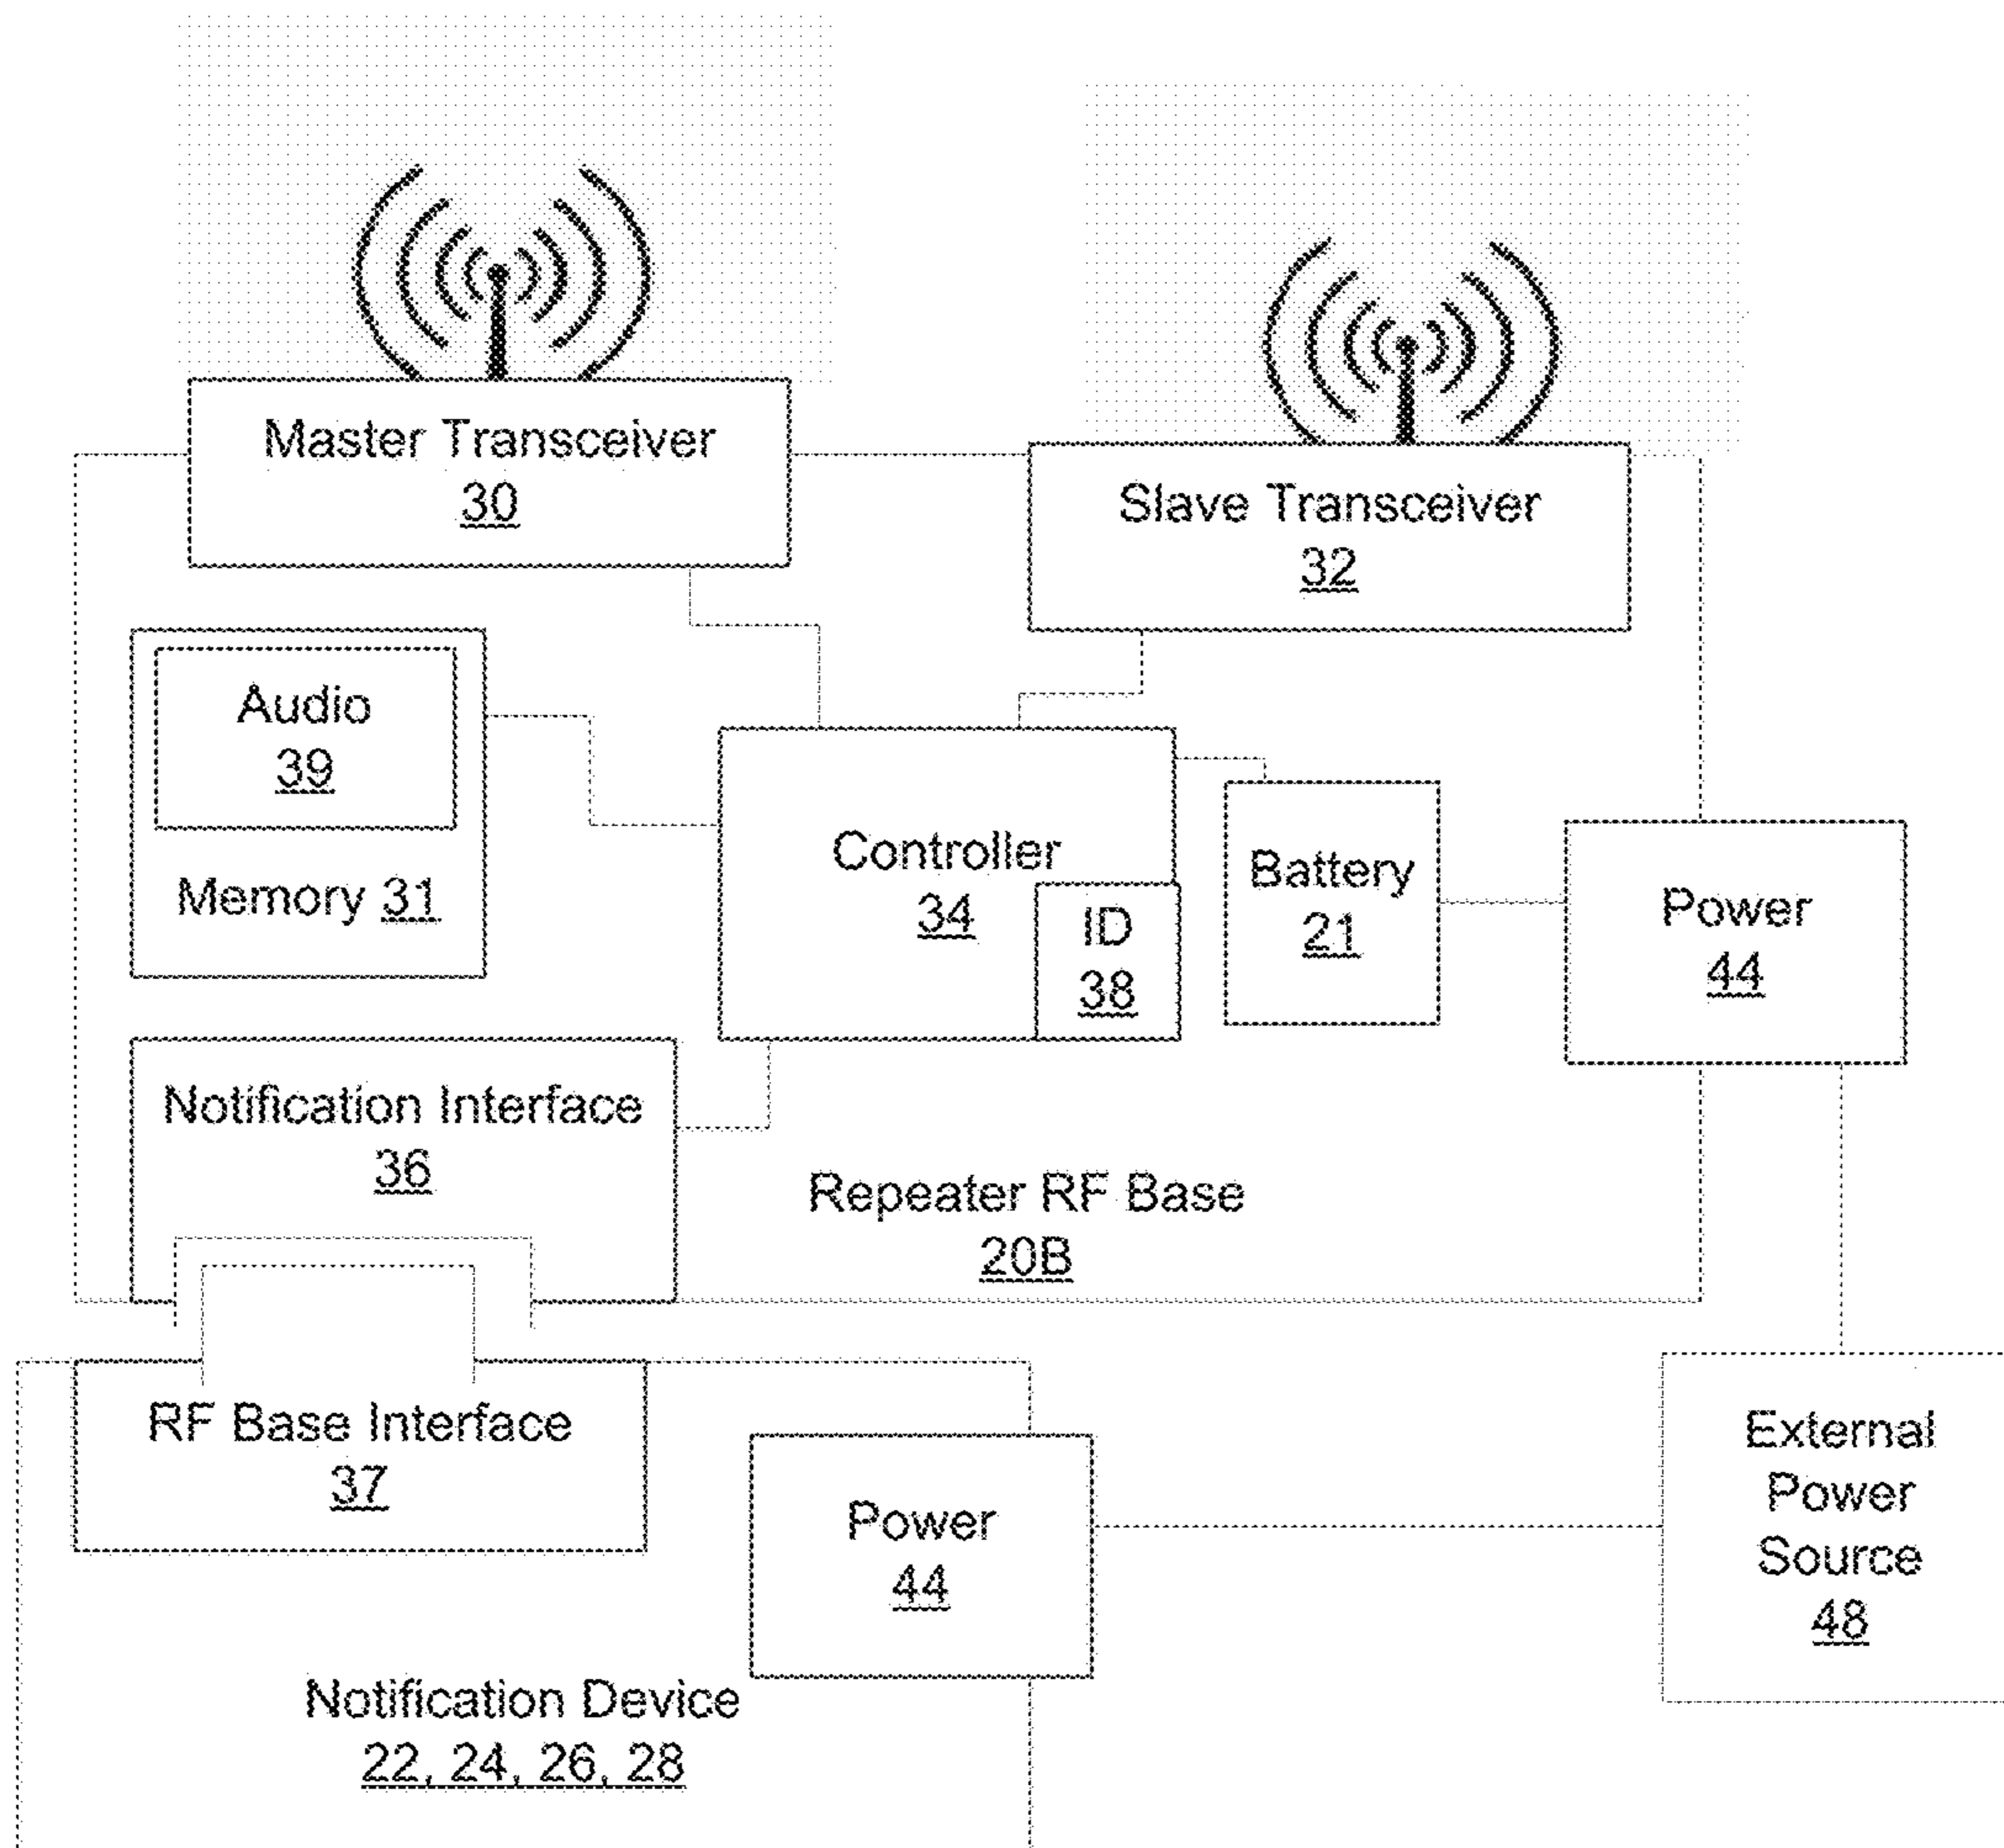 Master Transceiver
30
Slave Transceiver
32
Audio
39
Memory 31
Controller
34
ID
38
Battery
21
Power
44
Notification Interface
36
Repeater RF Base
20B
RF Base Interface
37
Power
44
External
Power
Source
48
Notification Device
22, 24, 26, 28